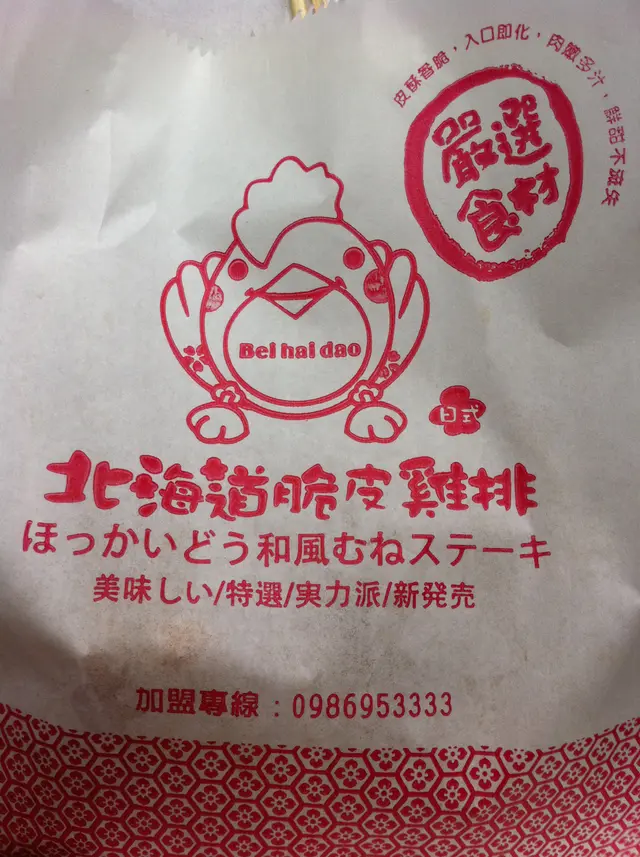 皮酥香脆，入口即化，肉嫩多汁，鮮甜不澀柴
嚴選
食材
Bei hai dao
日式
北海道脆皮雞排
ほっかいどう和風むねステーキ
美味しい/特選/実力派/新発売
加盟專線：0986953333